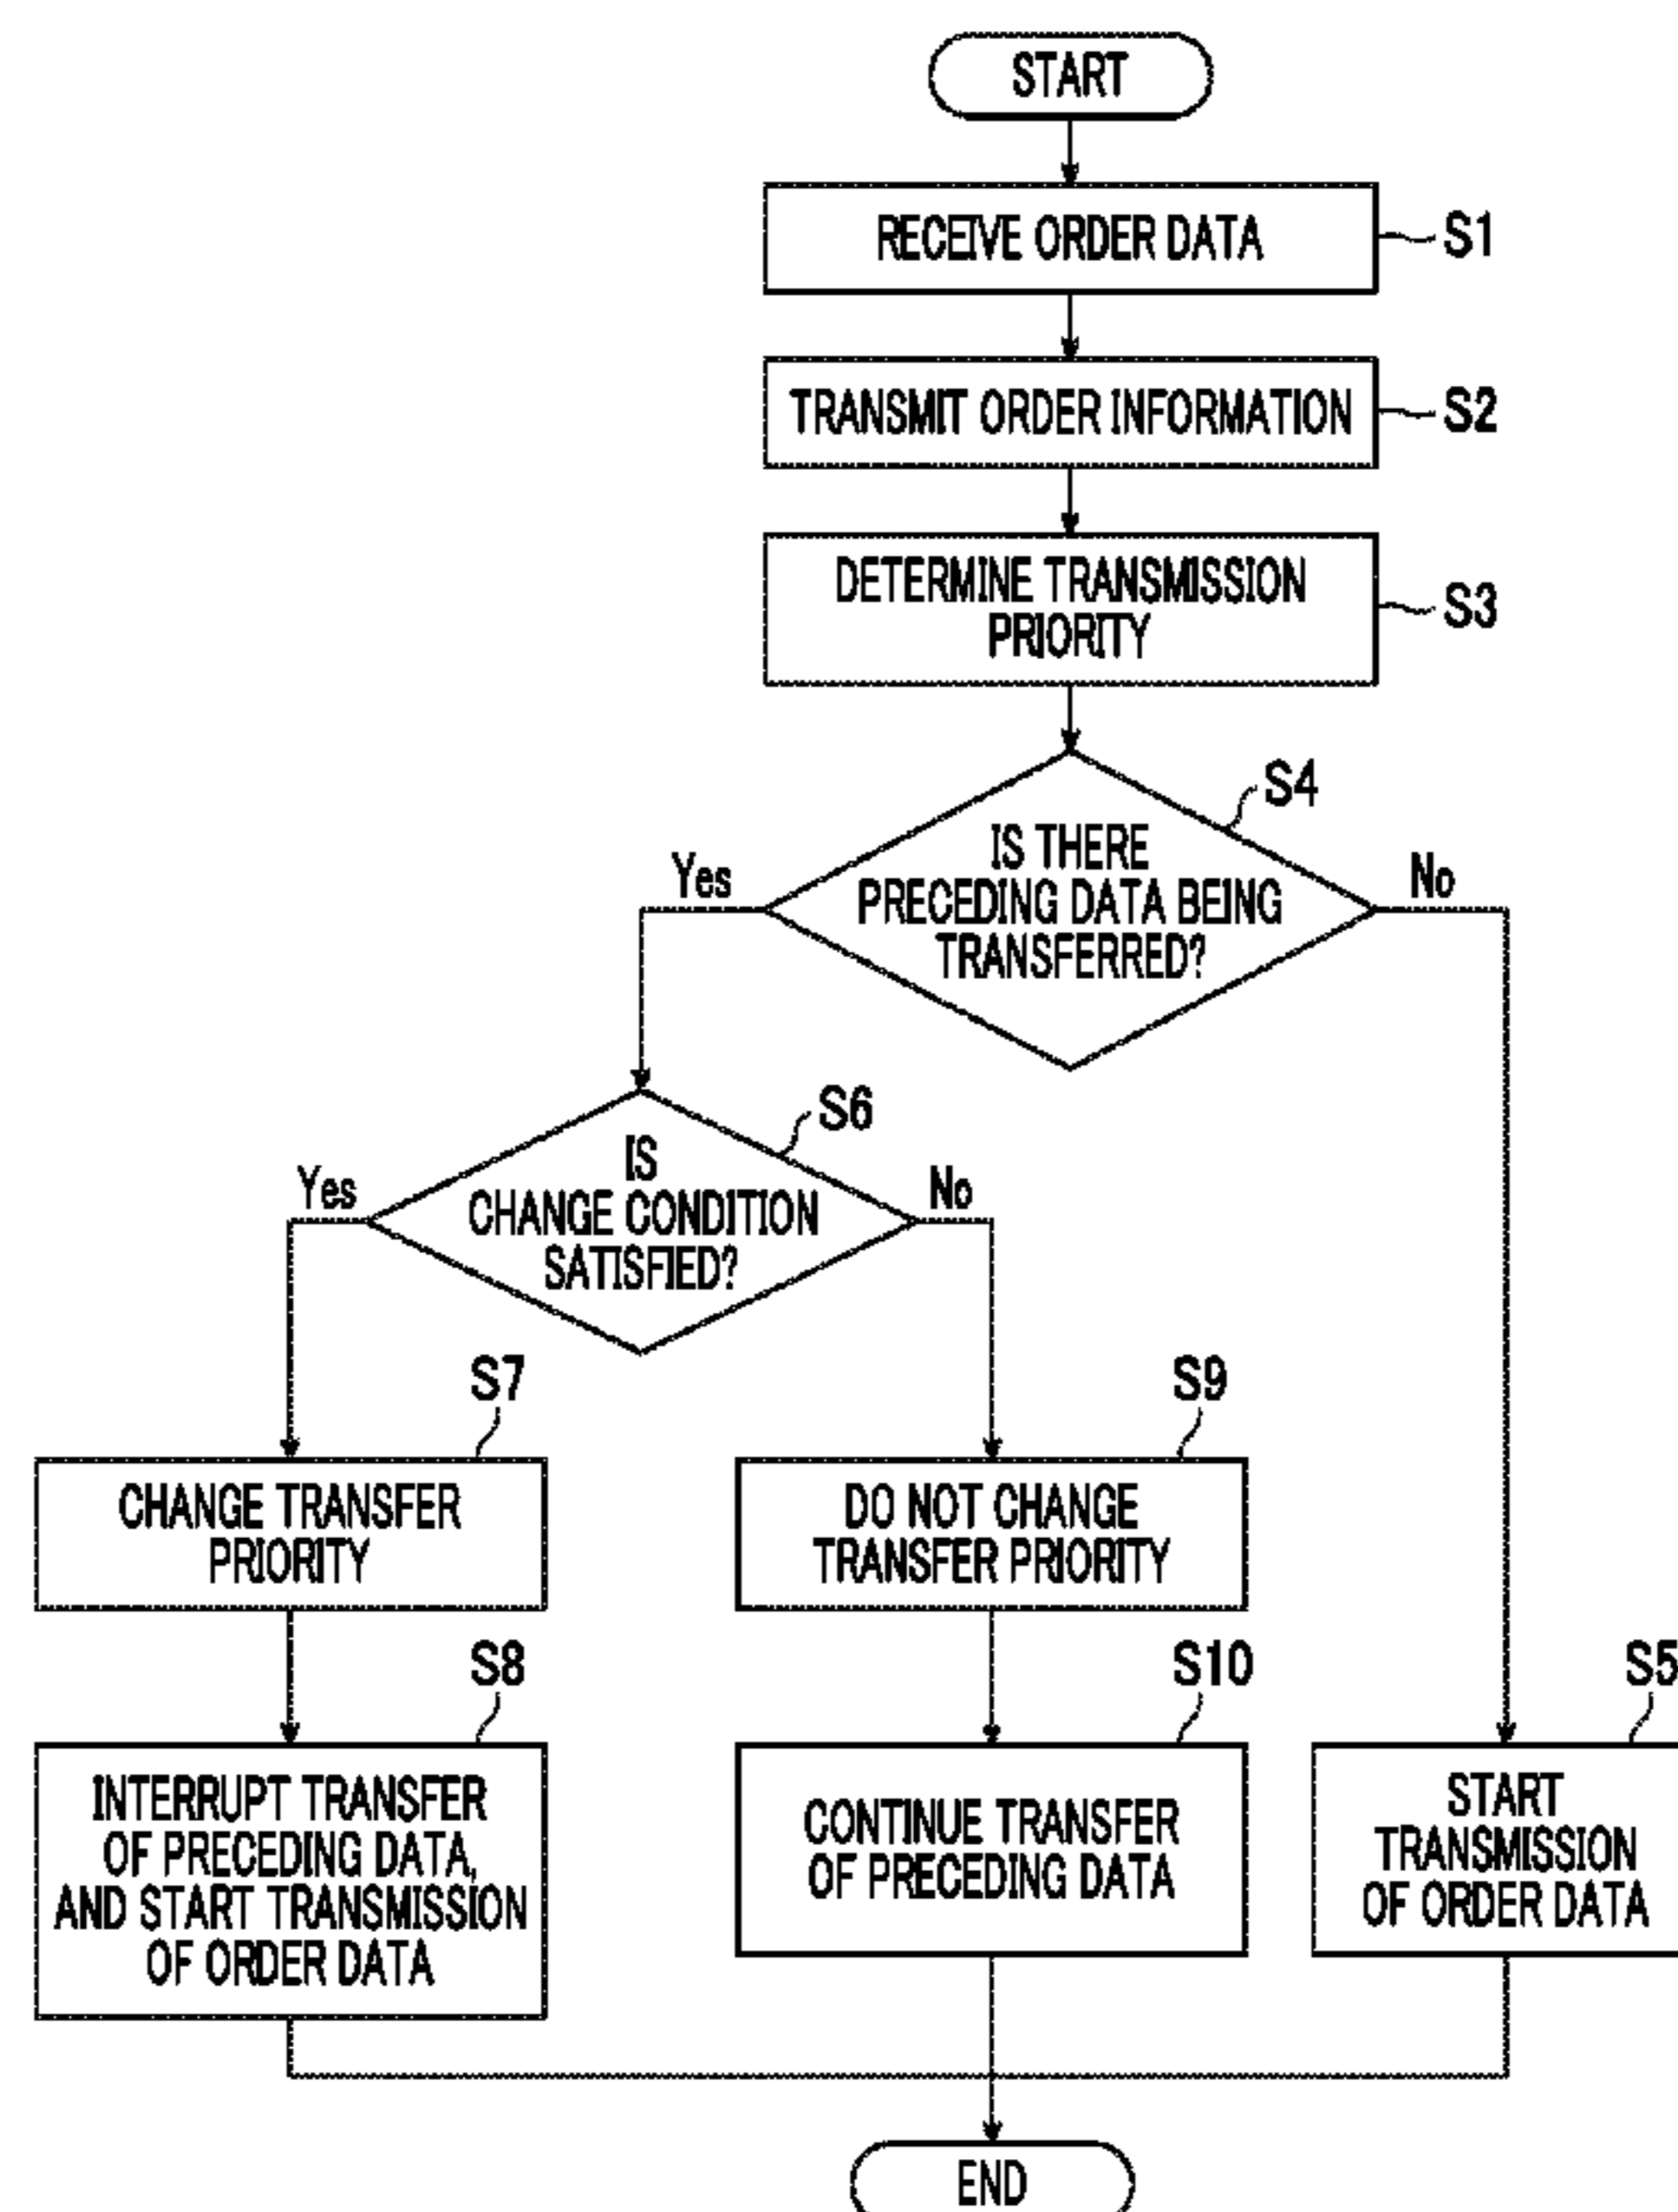 START
RECEIVE ORDER DATA
S1
TRANSMIT ORDER INFORMATION
S2
DETERMINE TRANSMISSION
PRIORITY
S3
S4
IS THERE
PRECEDING DATA BEING
TRANSFERRED?
Yes
No
S6
IS
CHANGE CONDITION
SATISFIED?
Yes
No
S7
CHANGE TRANSFER
PRIORITY
S9
DO NOT CHANGE
TRANSFER PRIORITY
S8
INTERRUPT TRANSFER
OF PRECEDING DATA,
AND START TRANSMISSION
OF ORDER DATA
S10
CONTINUE TRANSFER
OF PRECEDING DATA
S5
START
TRANSMISSION
OF ORDER DATA
END